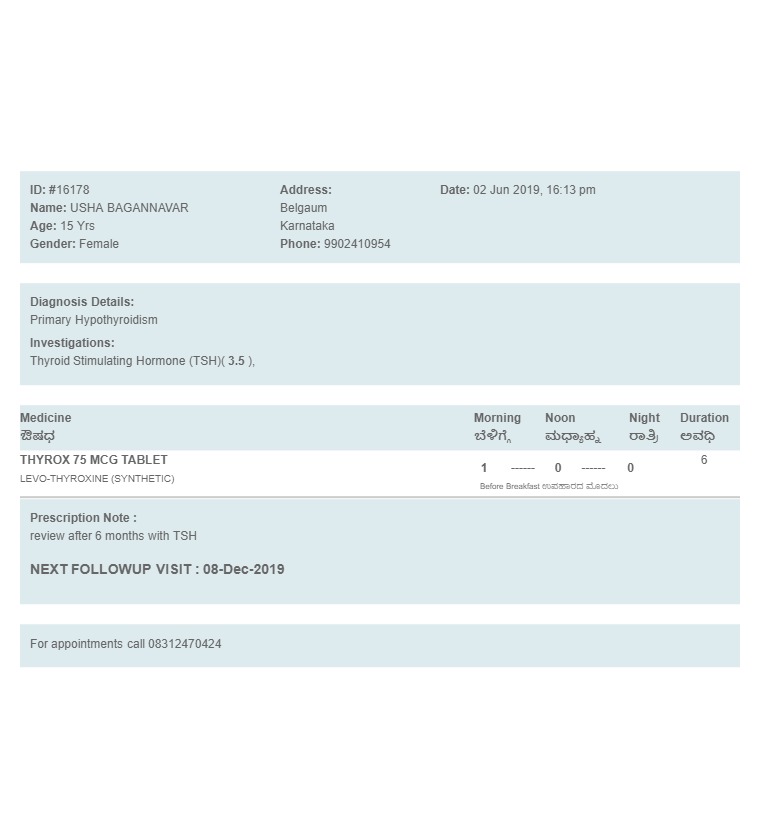 ID: #16178
Name: USHA BAGANNAVAR
Age: 15 Yrs
Gender: Female
Address:
Belgaum
Karnataka
Phone: 9902410954
Date: 02 Jun 2019, 16:13 pm
Diagnosis Details:
Primary Hypothyroidism
Investigations:
Thyroid Stimulating Hormone (TSH)( 3.5 ),
Medicine Morning Noon Night Duration
ಔಷಧ ಬೆಳಿಗ್ಗೆ ಮಧ್ಯಾಹ್ನ ರಾತ್ರಿ ಅವಧಿ
THYROX 75 MCG TABLET 6
1 ------ 0 ------ 0
LEVO-THYROXINE (SYNTHETIC)
Before Breakfast ಉಪಹಾರದ ಮೊದಲು
Prescription Note :
review after 6 months with TSH
NEXT FOLLOWUP VISIT : 08-Dec-2019
For appointments call 08312470424